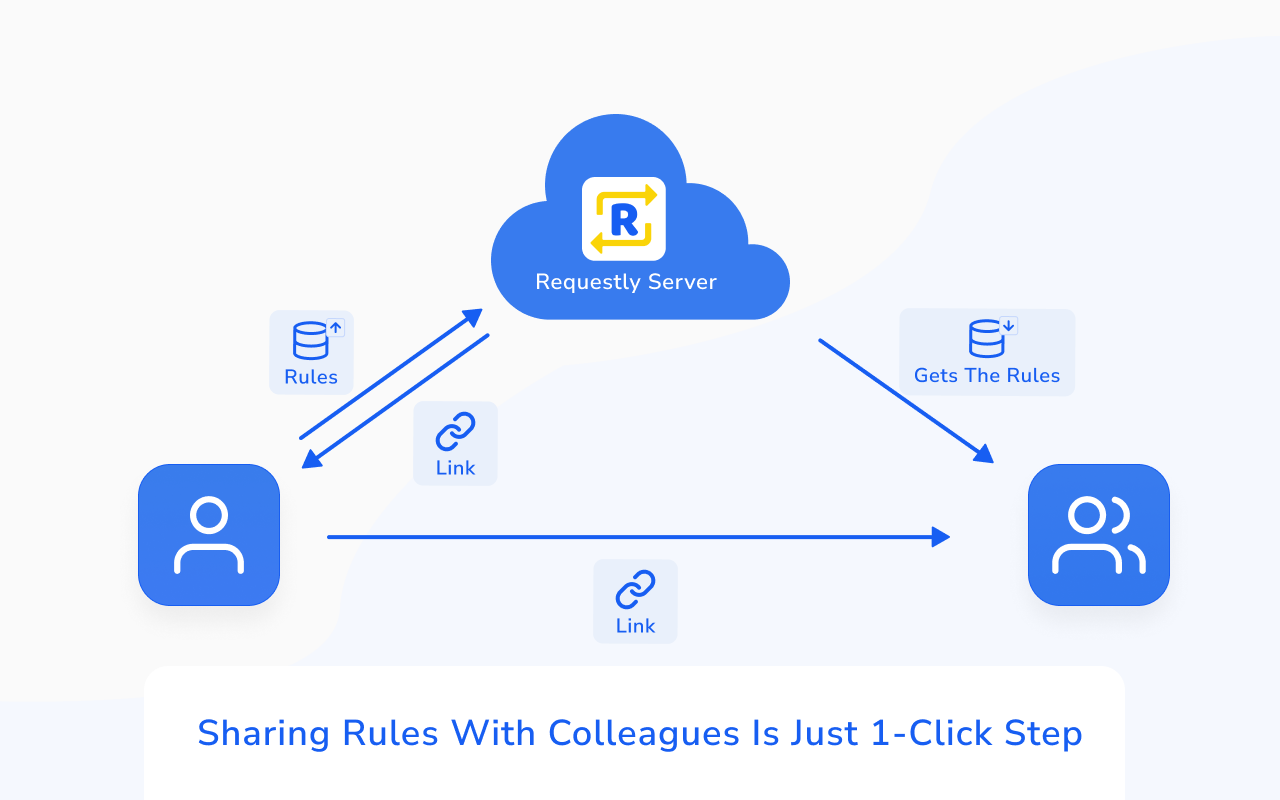 R
Requestly Server
Rules
Gets The Rules
Link
Link
Sharing Rules With Colleagues Is Just 1-Click Step